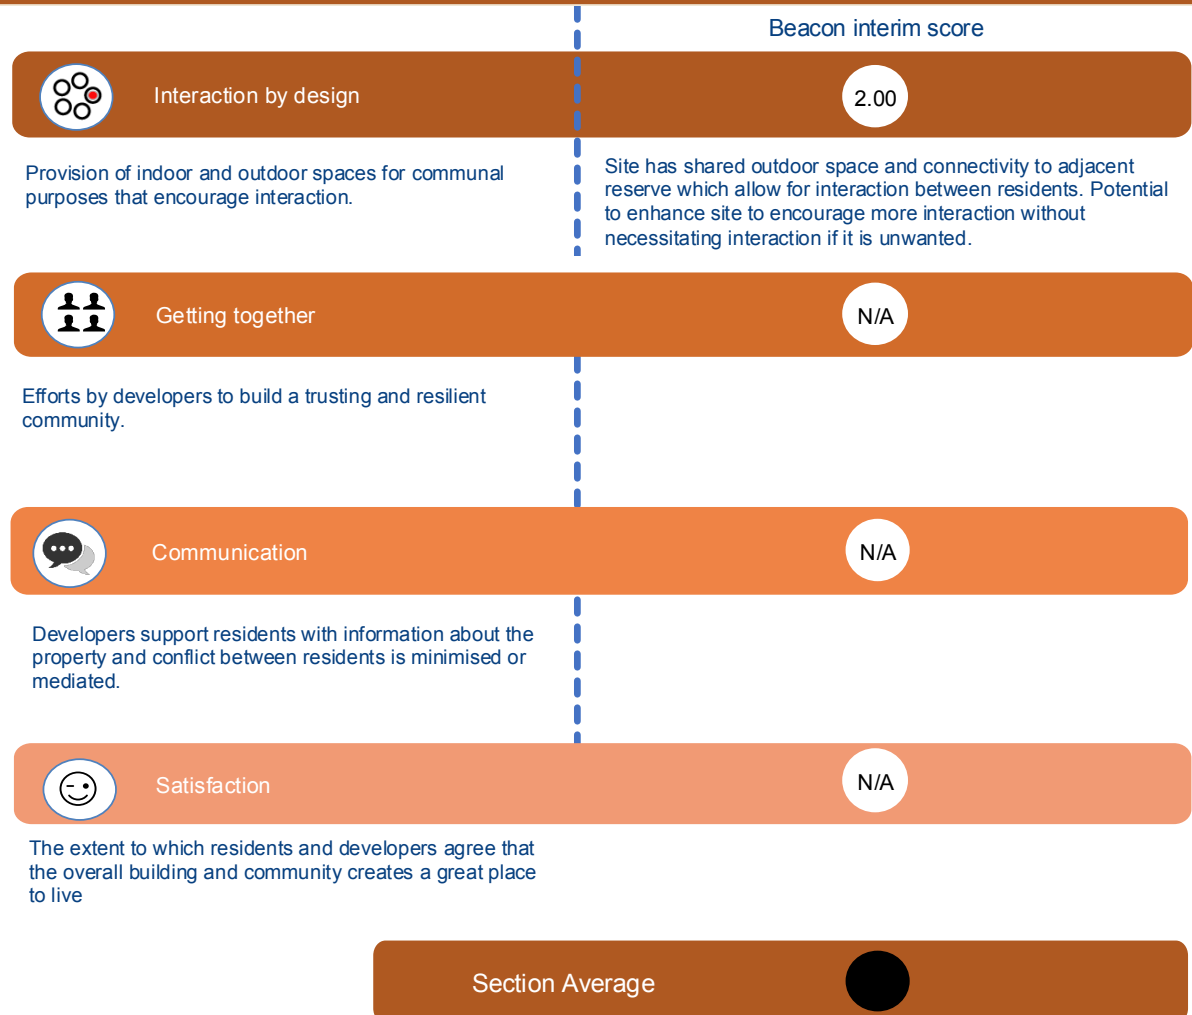 Beacon interim score
Interaction by design
2.00
Provision of indoor and outdoor spaces for communal
purposes that encourage interaction.
Site has shared outdoor space and connectivity to adjacent
reserve which allow for interaction between residents. Potential
to enhance site to encourage more interaction without
necessitating interaction if it is unwanted.
Getting together
N/A
Efforts by developers to build a trusting and resilient
community.
Communication
N/A
Developers support residents with information about the
property and conflict between residents is minimised or
mediated.
Satisfaction
N/A
The extent to which residents and developers agree that
the overall building and community creates a great place
to live
Section Average